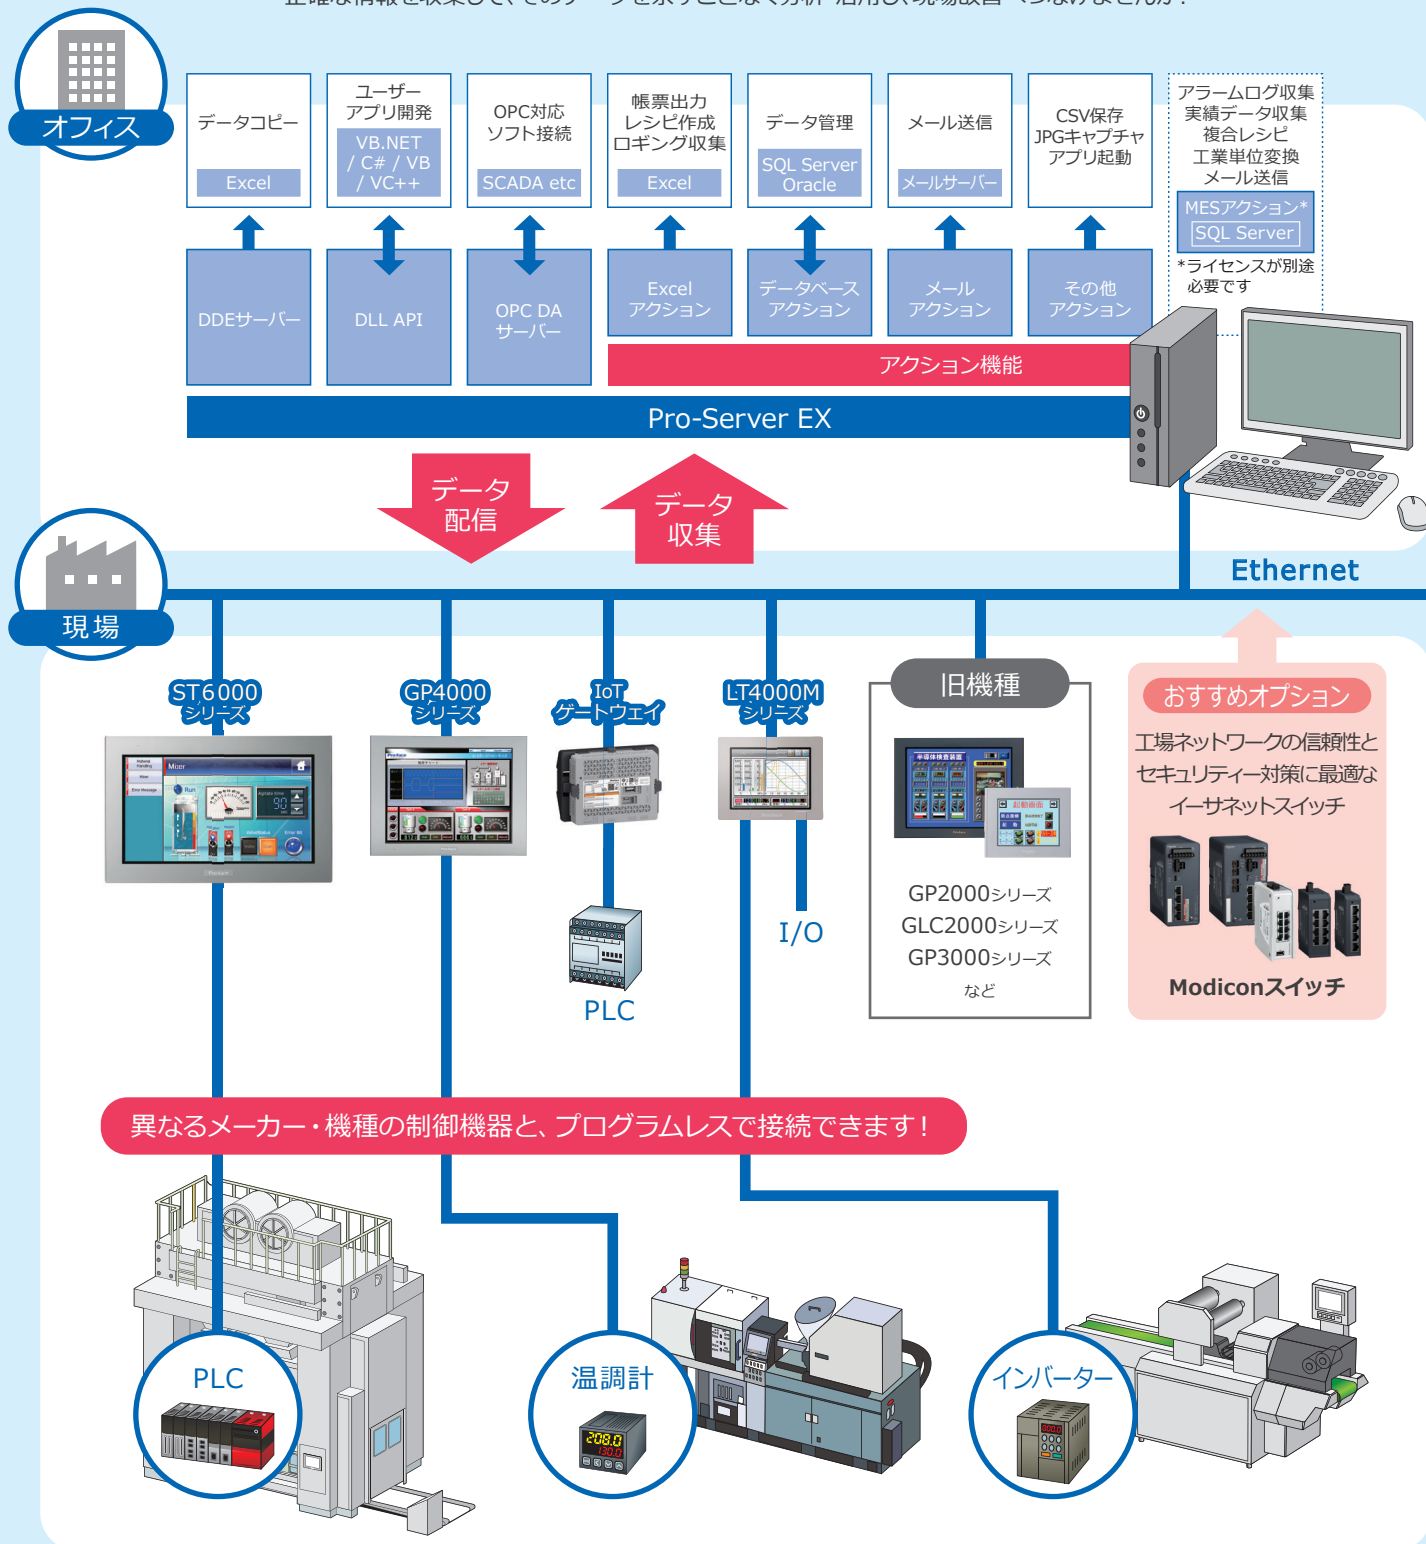 オフィス
データコピー
Excel
ユーザー
アプリ開発
VB.NET
/ C# / VB
/ VC++
OPC対応
ソフト接続
SCADA etc
帳票出力
レシピ作成
ロギング収集
Excel
データ管理
SQL Server
Oracle
メール送信
メールサーバー
CSV保存
JPGキャプチャ
アプリ起動
アラームログ収集
実績データ収集
複合レシピ
工業単位変換
メール送信
MESアクション*
SQL Server
*ライセンスが別途
必要です
DDEサーバー
DLL API
OPC DA
サーバー
Excel
アクション
データベース
アクション
メール
アクション
その他
アクション
アクション機能
Pro-Server EX
データ
配信
データ
収集
現場
Ethernet
ST6000
シリーズ
GP4000
シリーズ
IoT
ゲートウェイ
LT4000M
シリーズ
旧機種
おすすめオプション
工場ネットワークの信頼性と
セキュリティー対策に最適な
イーサネットスイッチ
Mixer
Run
90
半導体検査装置
起動画面
I/O
PLC
GP2000シリーズ
GLC2000シリーズ
GP3000シリーズ
など
Modiconスイッチ
異なるメーカー・機種の制御機器と、プログラムレスで接続できます！
PLC
温調計
208.0
130.0
インバーター